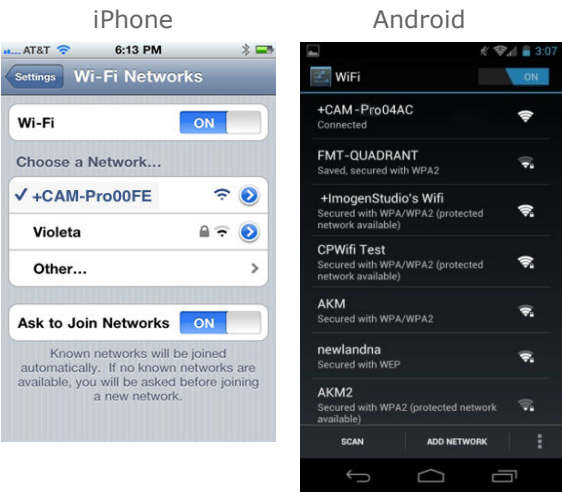 iPhone
AT&T 6:13 PM
Settings Wi-Fi Networks
Wi-Fi ON
Choose a Network...
+CAM-Pro00FE
Violeta
Other...
Ask to Join Networks ON
Known networks will be joined
automatically. If no known networks are
available, you will be asked before joining
a new network.
Android
3:07
WiFi ON
+CAM-Pro04AC
Connected
FMT-QUADRANT
Saved, secured with WPA2
+ImogenStudio's Wifi
Secured with WPA/WPA2 (protected
network available)
CPWifi Test
Secured with WPA/WPA2 (protected
network available)
AKM
Secured with WPA/WPA2
newlandna
Secured with WEP
AKM2
Secured with WPA2 (protected network
available)
SCAN ADD NETWORK